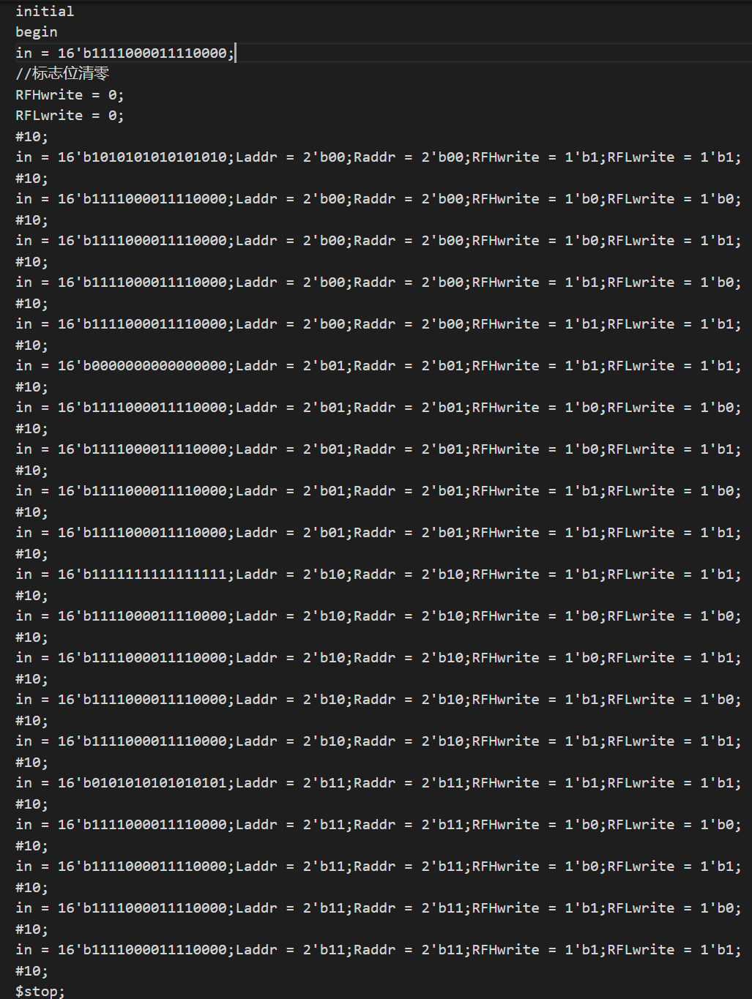 initial
begin
in = 16'b1111000011110000;
//标志位清零
RFHwrite = 0;
RFLwrite = 0;
#10;
in = 16'b1010101010101010;Laddr = 2'b00;Raddr = 2'b00;RFHwrite = 1'b1;RFLwrite = 1'b1;
#10;
in = 16'b1111000011110000;Laddr = 2'b00;Raddr = 2'b00;RFHwrite = 1'b0;RFLwrite = 1'b0;
#10;
in = 16'b1111000011110000;Laddr = 2'b00;Raddr = 2'b00;RFHwrite = 1'b0;RFLwrite = 1'b1;
#10;
in = 16'b1111000011110000;Laddr = 2'b00;Raddr = 2'b00;RFHwrite = 1'b1;RFLwrite = 1'b0;
#10;
in = 16'b1111000011110000;Laddr = 2'b00;Raddr = 2'b00;RFHwrite = 1'b1;RFLwrite = 1'b1;
#10;
in = 16'b0000000000000000;Laddr = 2'b01;Raddr = 2'b01;RFHwrite = 1'b1;RFLwrite = 1'b1;
#10;
in = 16'b1111000011110000;Laddr = 2'b01;Raddr = 2'b01;RFHwrite = 1'b0;RFLwrite = 1'b0;
#10;
in = 16'b1111000011110000;Laddr = 2'b01;Raddr = 2'b01;RFHwrite = 1'b0;RFLwrite = 1'b1;
#10;
in = 16'b1111000011110000;Laddr = 2'b01;Raddr = 2'b01;RFHwrite = 1'b1;RFLwrite = 1'b0;
#10;
in = 16'b1111000011110000;Laddr = 2'b01;Raddr = 2'b01;RFHwrite = 1'b1;RFLwrite = 1'b1;
#10;
in = 16'b1111111111111111;Laddr = 2'b10;Raddr = 2'b10;RFHwrite = 1'b1;RFLwrite = 1'b1;
#10;
in = 16'b1111000011110000;Laddr = 2'b10;Raddr = 2'b10;RFHwrite = 1'b0;RFLwrite = 1'b0;
#10;
in = 16'b1111000011110000;Laddr = 2'b10;Raddr = 2'b10;RFHwrite = 1'b0;RFLwrite = 1'b1;
#10;
in = 16'b1111000011110000;Laddr = 2'b10;Raddr = 2'b10;RFHwrite = 1'b1;RFLwrite = 1'b0;
#10;
in = 16'b1111000011110000;Laddr = 2'b10;Raddr = 2'b10;RFHwrite = 1'b1;RFLwrite = 1'b1;
#10;
in = 16'b0101010101010101;Laddr = 2'b11;Raddr = 2'b11;RFHwrite = 1'b1;RFLwrite = 1'b1;
#10;
in = 16'b1111000011110000;Laddr = 2'b11;Raddr = 2'b11;RFHwrite = 1'b0;RFLwrite = 1'b0;
#10;
in = 16'b1111000011110000;Laddr = 2'b11;Raddr = 2'b11;RFHwrite = 1'b0;RFLwrite = 1'b1;
#10;
in = 16'b1111000011110000;Laddr = 2'b11;Raddr = 2'b11;RFHwrite = 1'b1;RFLwrite = 1'b0;
#10;
in = 16'b1111000011110000;Laddr = 2'b11;Raddr = 2'b11;RFHwrite = 1'b1;RFLwrite = 1'b1;
#10;
$stop;